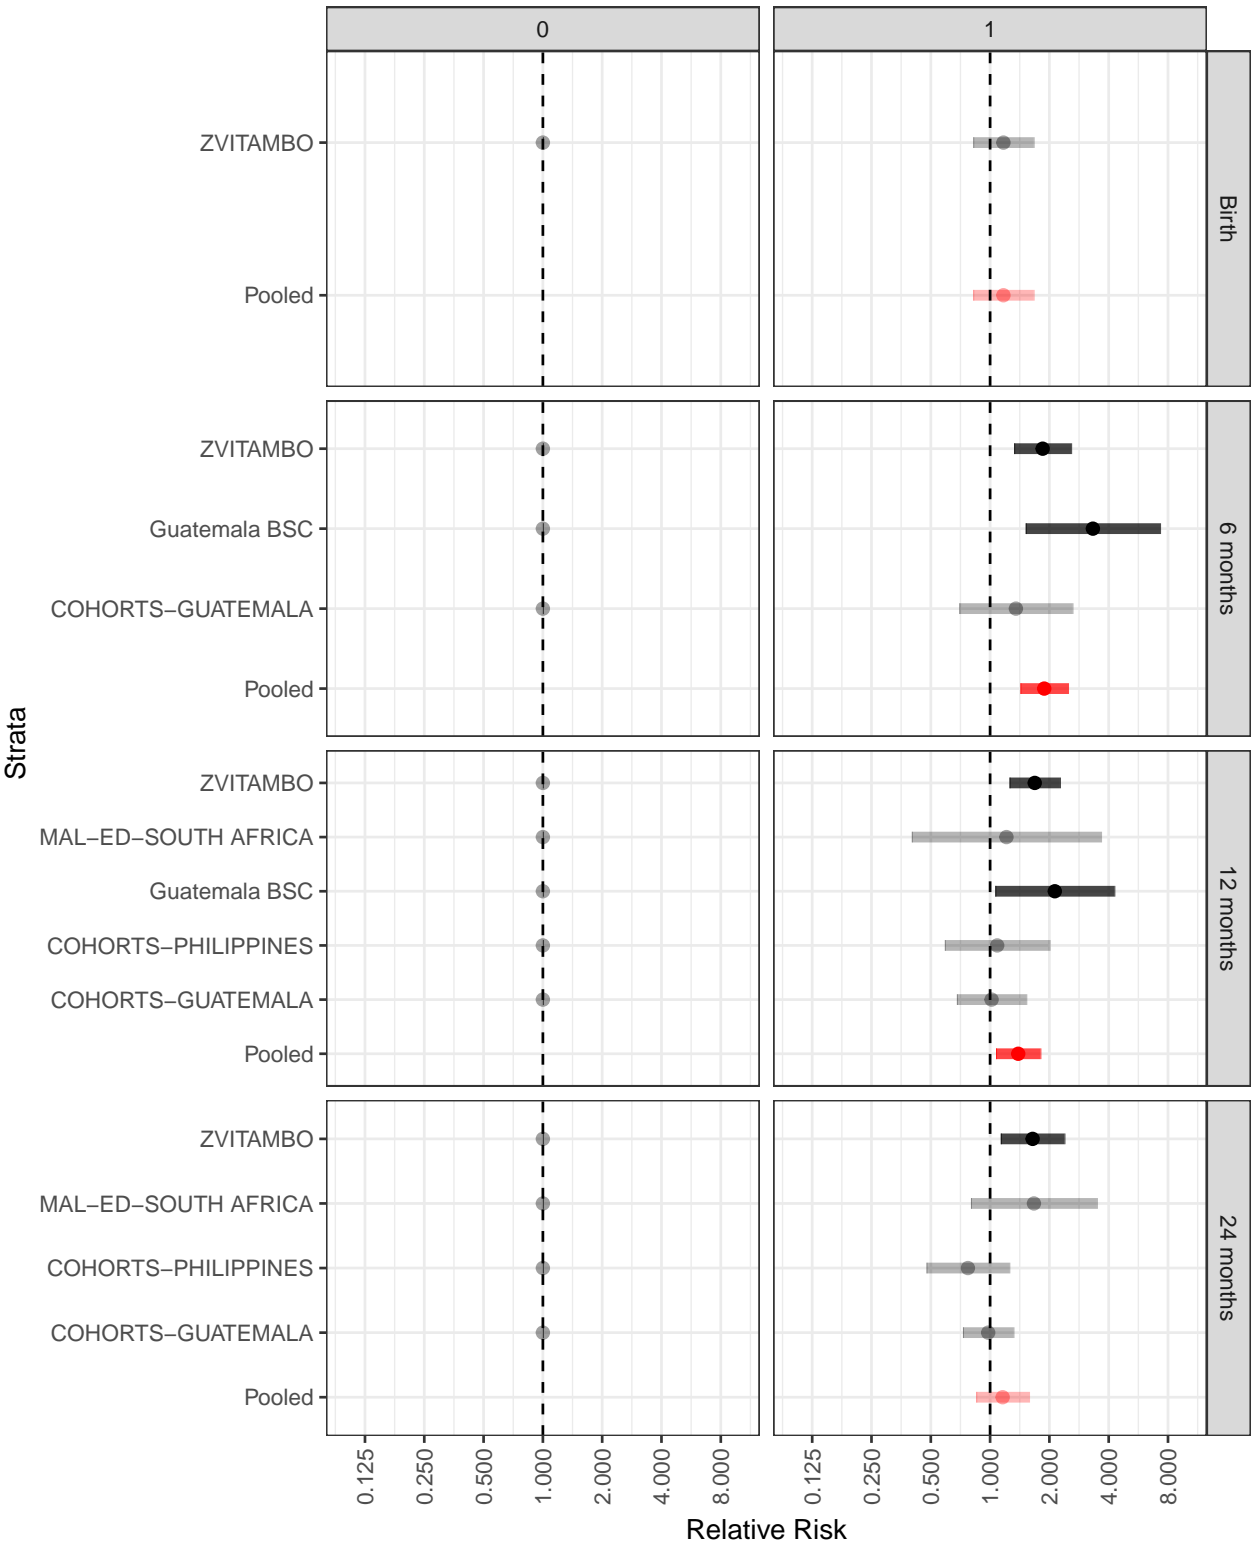 0
1
Birth
ZVITAMBO
Pooled
6 months
ZVITAMBO
Guatemala BSC
COHORTS−GUATEMALA
Pooled
12 months
ZVITAMBO
MAL−ED−SOUTH AFRICA
Guatemala BSC
COHORTS−PHILIPPINES
COHORTS−GUATEMALA
Pooled
24 months
ZVITAMBO
MAL−ED−SOUTH AFRICA
COHORTS−PHILIPPINES
COHORTS−GUATEMALA
Pooled
Strata
0.125
0.250
0.500
1.000
2.000
4.000
8.000
0.125
0.250
0.500
1.000
2.000
4.000
8.000
Relative Risk